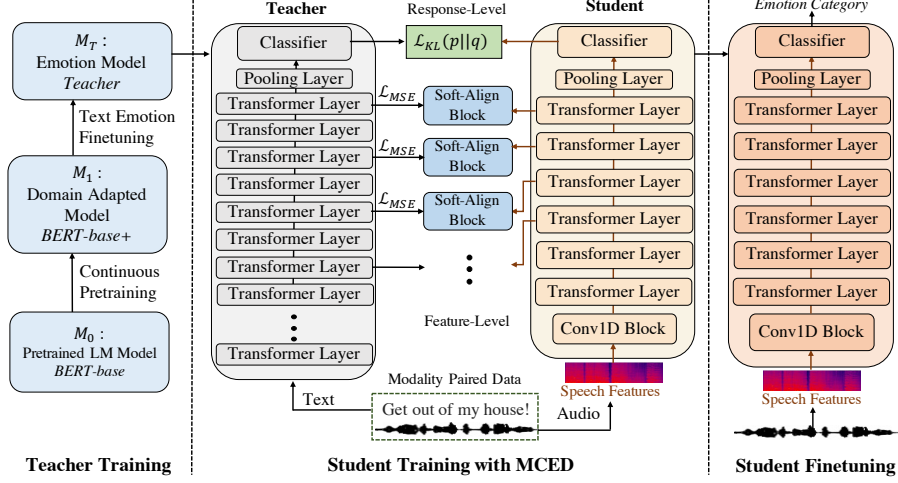 Teacher
Response-Level
Student
Emotion Category
M_T :
Emotion Model
Teacher
Text Emotion
Finetuning
M_1 :
Domain Adapted
Model
BERT-base+
Continuous
Pretraining
M_0 :
Pretrained LM Model
BERT-base
Classifier
Pooling Layer
Transformer Layer
Transformer Layer
Transformer Layer
Transformer Layer
Transformer Layer
Transformer Layer
Transformer Layer
Transformer Layer
Transformer Layer
ℒ_KL(p||q)
ℒ_MSE
Soft-Align
Block
ℒ_MSE
Soft-Align
Block
ℒ_MSE
Soft-Align
Block
Feature-Level
Classifier
Pooling Layer
Transformer Layer
Transformer Layer
Transformer Layer
Transformer Layer
Transformer Layer
Transformer Layer
Conv1D Block
Speech Features
Modality Paired Data
Text
Get out of my house!
Audio
Classifier
Pooling Layer
Transformer Layer
Transformer Layer
Transformer Layer
Transformer Layer
Transformer Layer
Transformer Layer
Conv1D Block
Speech Features
Teacher Training
Student Training with MCED
Student Finetuning